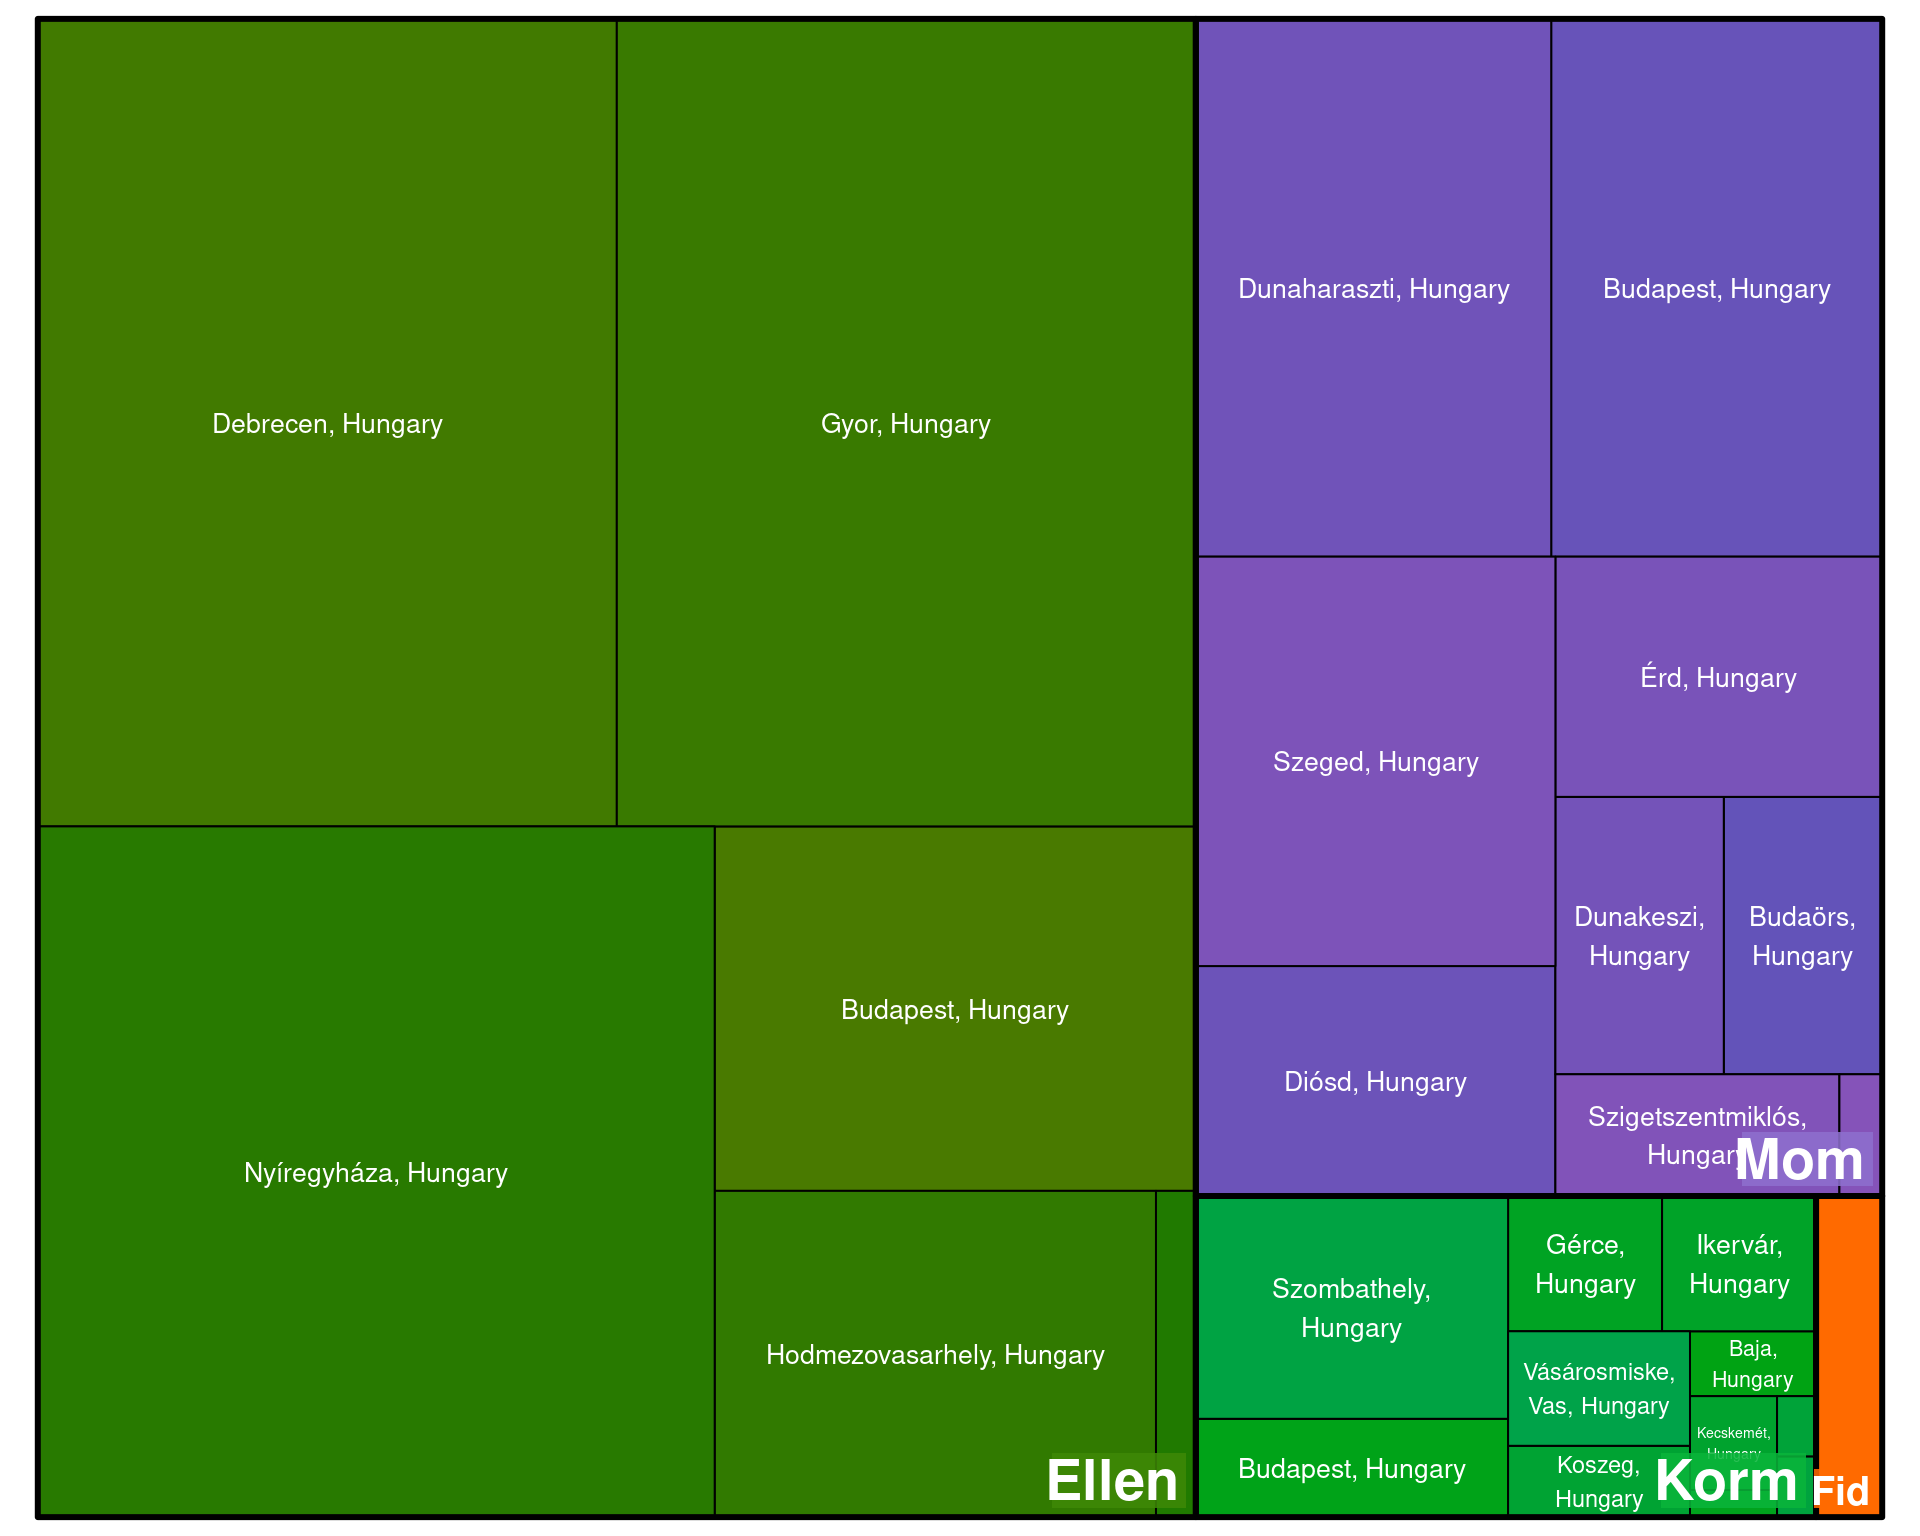 Debrecen, Hungary
Gyor, Hungary
Nyíregyháza, Hungary
Budapest, Hungary
Hodmezovasarhely, Hungary
Ellen
Dunaharaszti, Hungary
Budapest, Hungary
Szeged, Hungary
Érd, Hungary
Dunakeszi,
Hungary
Budaörs,
Hungary
Diósd, Hungary
Szigetszentmiklós,
Hungary
Mom
Szombathely,
Hungary
Budapest, Hungary
Gérce,
Hungary
Ikervár,
Hungary
Vásárosmiske,
Vas, Hungary
Baja,
Hungary
Kecskemét,
Hungary
Koszeg,
Hungary
Korm
Fid